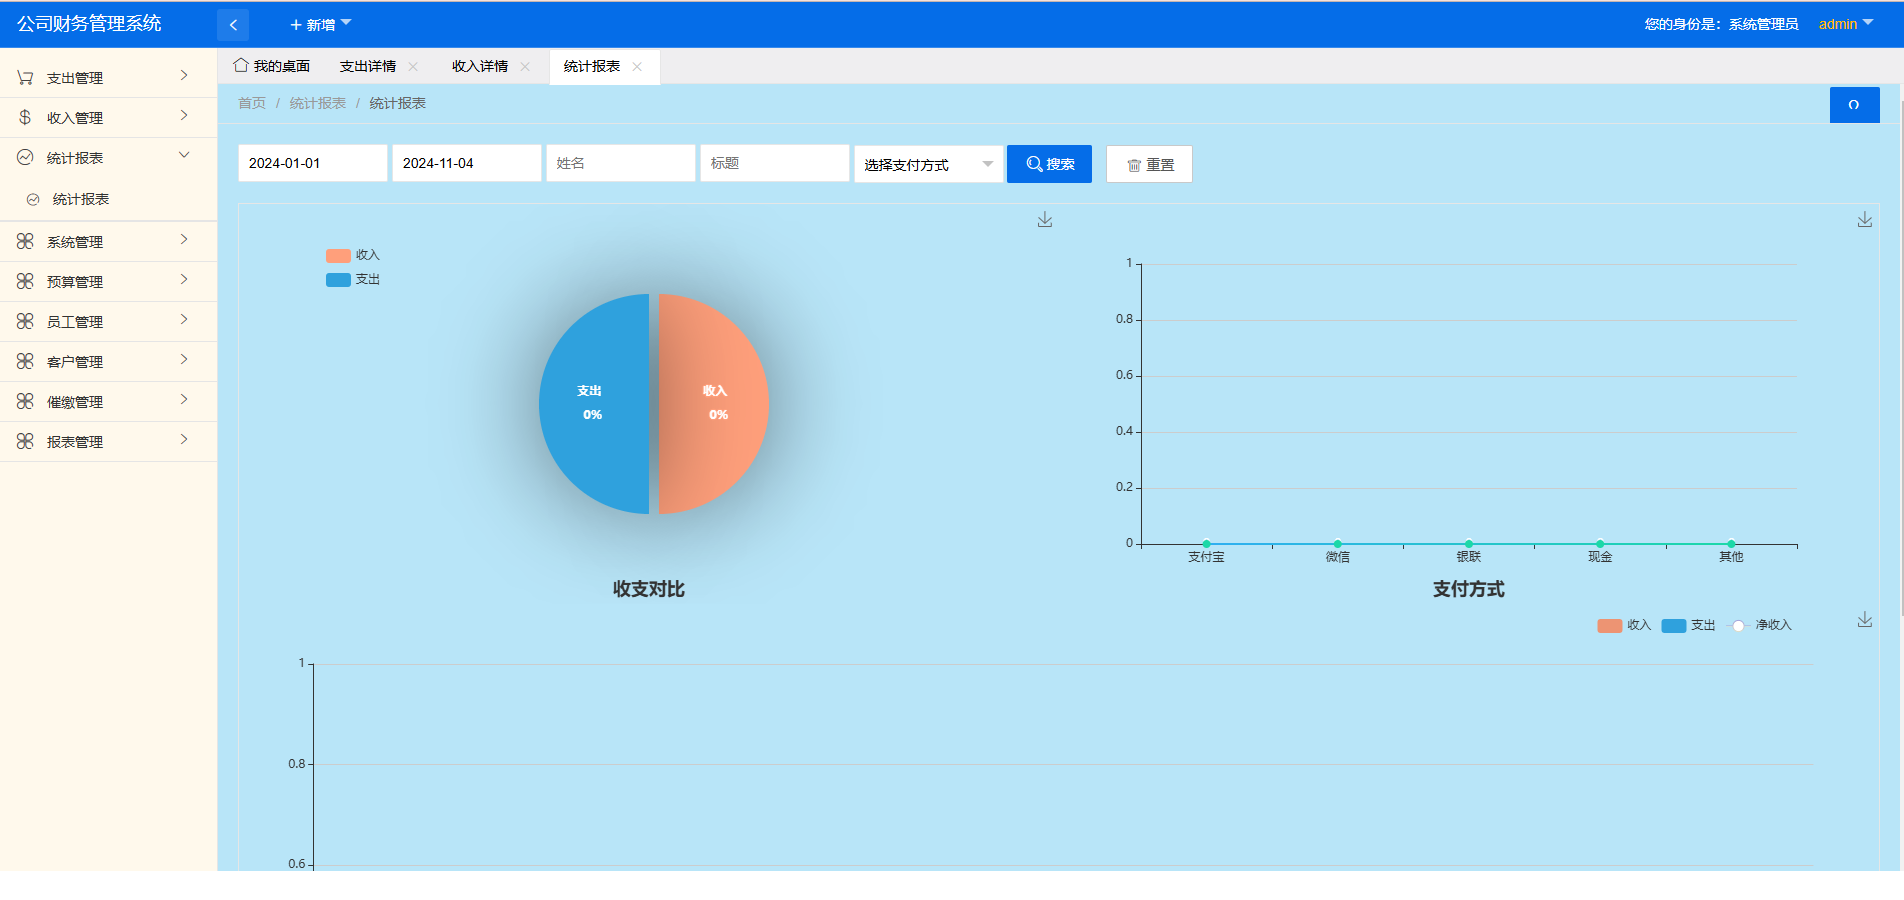 公司财务管理系统
新增
您的身份是：系统管理员 admin
支出管理
收入管理
统计报表
统计报表
系统管理
预算管理
员工管理
客户管理
催缴管理
报表管理
我的桌面 支出详情 收入详情 统计报表
首页 / 统计报表 / 统计报表
2024-01-01 2024-11-04 姓名 标题 选择支付方式 搜索 重置
收入
支出
支出
0%
收入
0%
收支对比
1
0.8
0.6
0.4
0.2
0
支付宝 微信 银联 现金 其他
支付方式
收入 支出 净收入
1
0.8
0.6